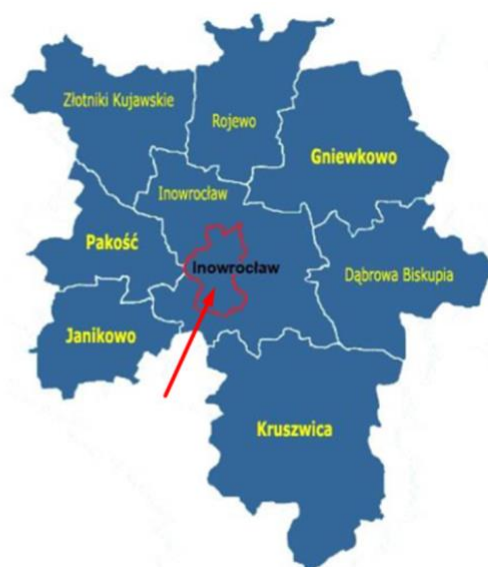 Złotniki Kujawskie
Rojewo
Gniewkowo
Inowrocław
Pakość
Inowrocław
Dąbrowa Biskupia
Janikowo
Kruszwica